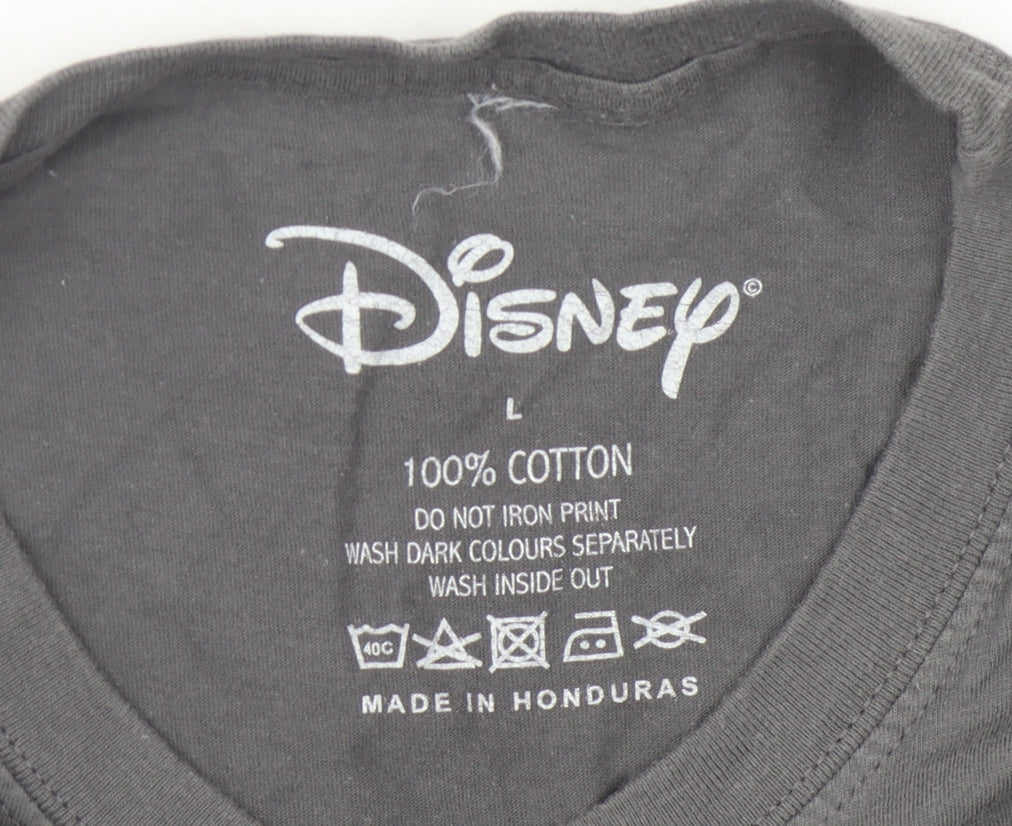 Disney©
L
100% COTTON
DO NOT IRON PRINT
WASH DARK COLOURS SEPARATELY
WASH INSIDE OUT
40C
MADE IN HONDURAS